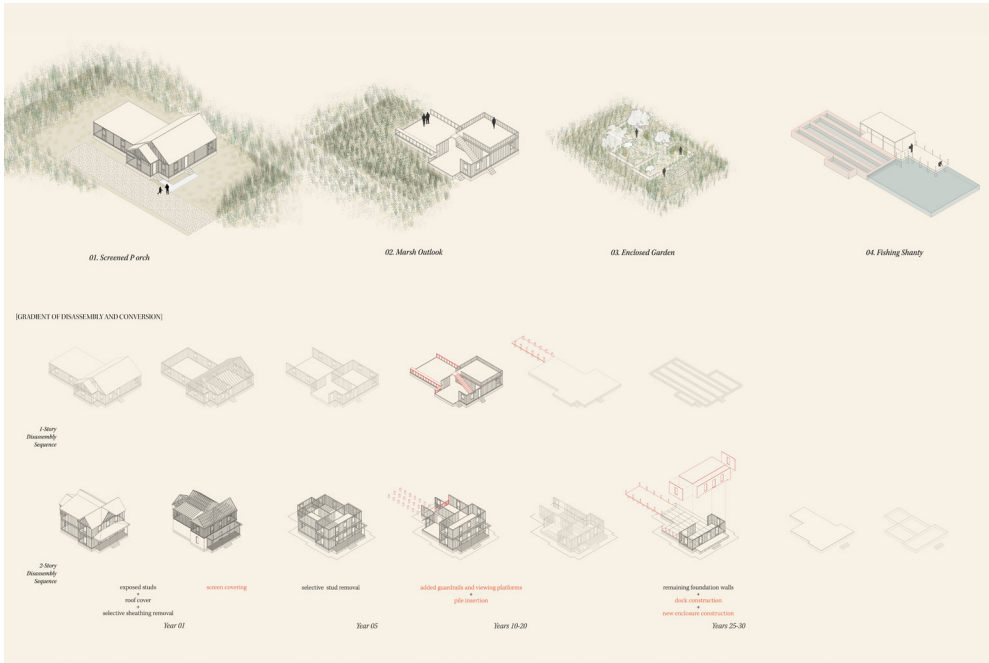 01. Screened P orch
02. Marsh Outlook
03. Enclosed Garden
04. Fishing Shanty
[GRADIENT OF DISASSEMBLY AND CONVERSION]
1-Story
Disassembly
Sequence
2-Story
Disassembly
Sequence
exposed studs
+
roof cover
+
selective sheathing removal
screen covering
selective stud removal
added guardrails and viewing platforms
+
pile insertion
remaining foundation walls
+
dock construction
+
new enclosure construction
Year 01
Year 05
Years 10-20
Years 25-30